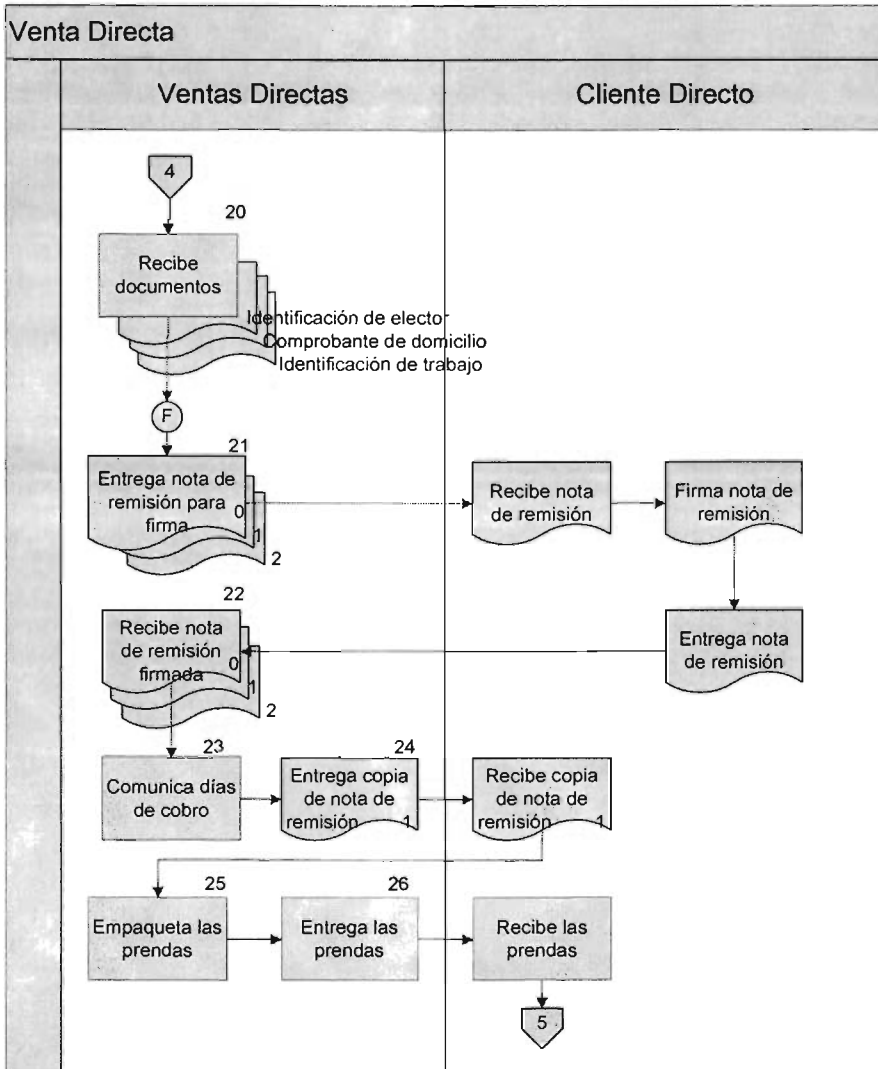 Venta Directa
Ventas Directas
Cliente Directo
4
20
Recibe
documentos
Identificación de elector
Comprobante de domicilio
Identificación de trabajo
F
21
Entrega nota de
remisión para
firma
0
1
2
Recibe nota
de remisión
Firma nota de
remisión
22
Recibe nota
de remisión
firmada
0
1
2
Entrega nota
de remisión
23
Comunica días
de cobro
24
Entrega copia
de nota de
remisión 1
Recibe copia
de nota de
remisión 1
25
Empaqueta las
prendas
26
Entrega las
prendas
Recibe las
prendas
5